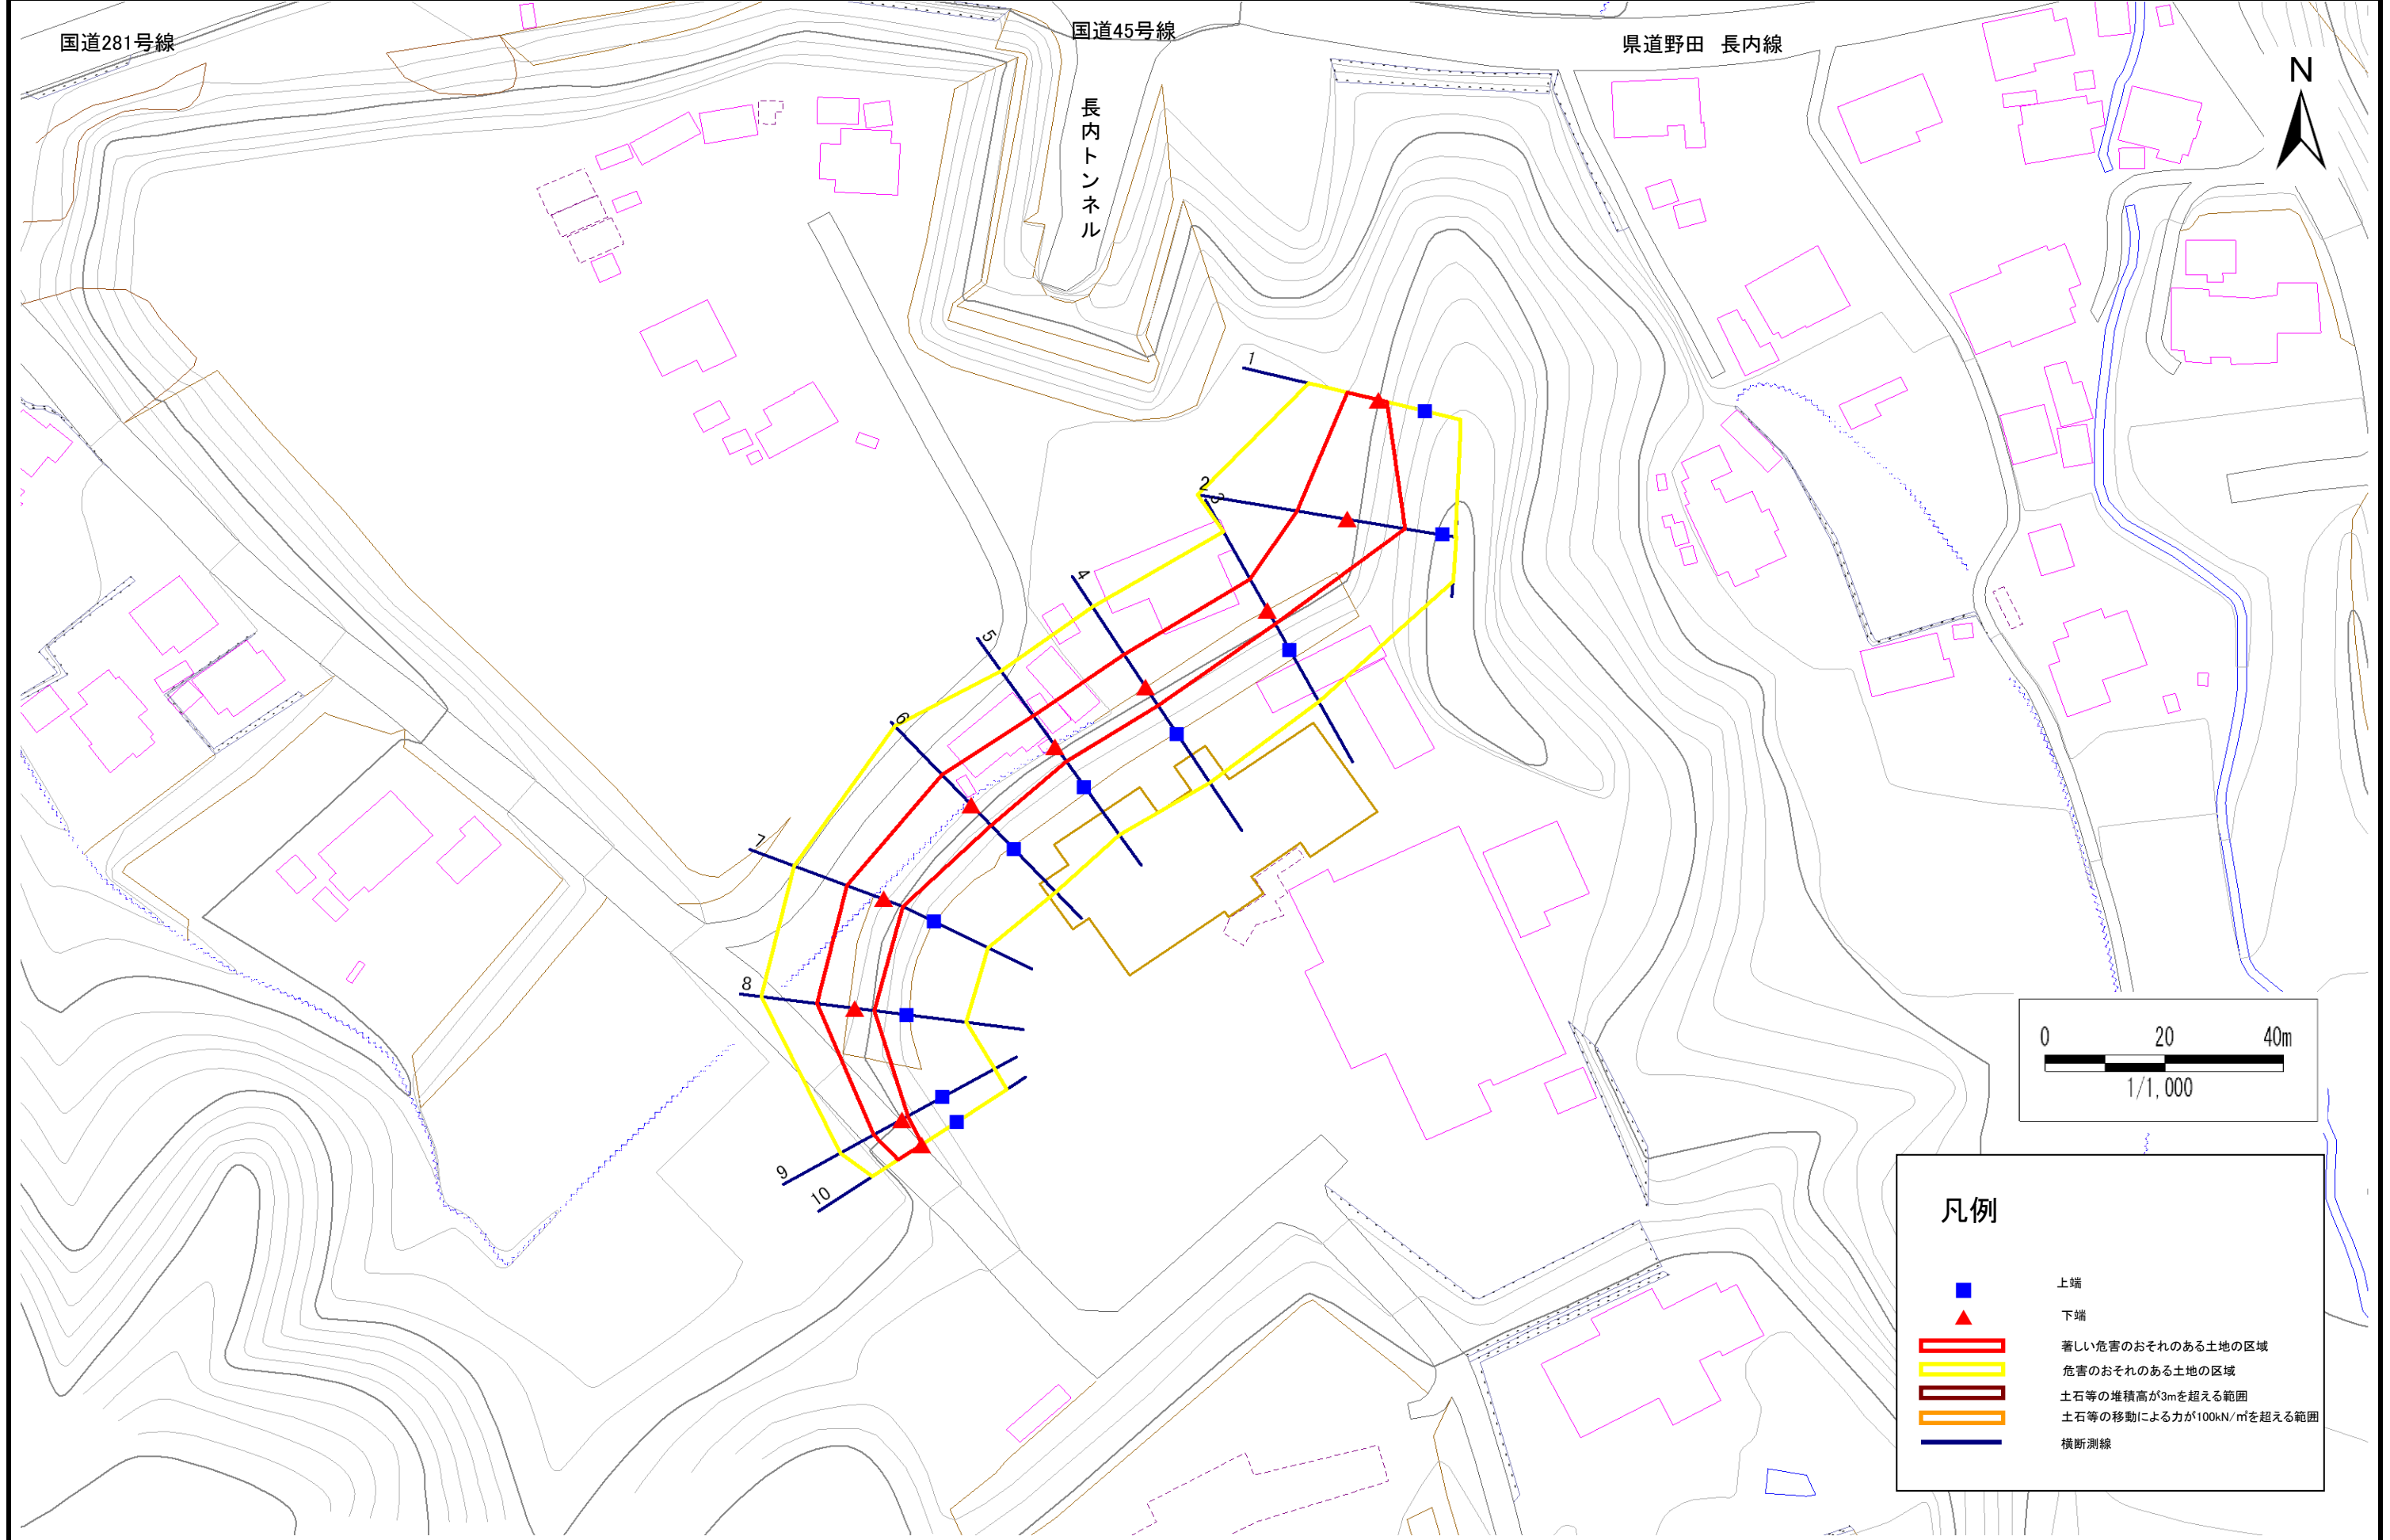 国道281号線
国道45号線
県道野田 長内線
N
長内トンネル
1
2
3
4
5
6
7
8
9
10
0 20 40m
1/1,000
凡例
上端
下端
著しい危害のおそれのある土地の区域
危害のおそれのある土地の区域
土石等の堆積高が3mを超える範囲
土石等の移動による力が100kN/㎡を超える範囲
横断測線